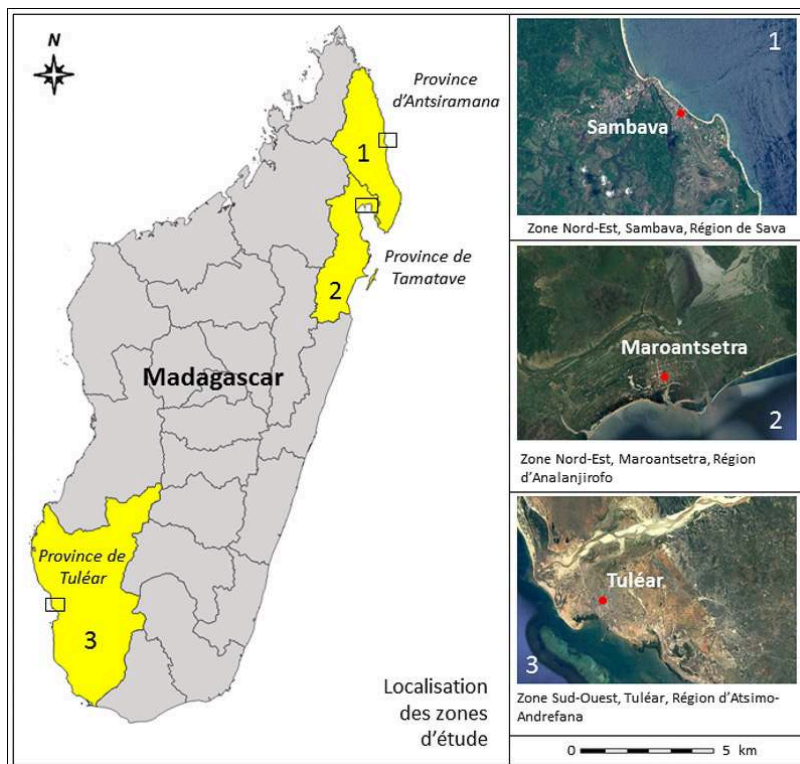 N
Province
d'Antsiramana
1
Province de
Tamatave
2
Madagascar
Province de
Tuléar
3
Localisation
des zones
d'étude
1
Sambava
Zone Nord-Est, Sambava, Région de Sava
Maroantsetra
2
Zone Nord-Est, Maroantsetra, Région
d'Analanjirofo
Tuléar
3
Zone Sud-Ouest, Tuléar, Région d'Atsimo-
Andrefana
0 5 km